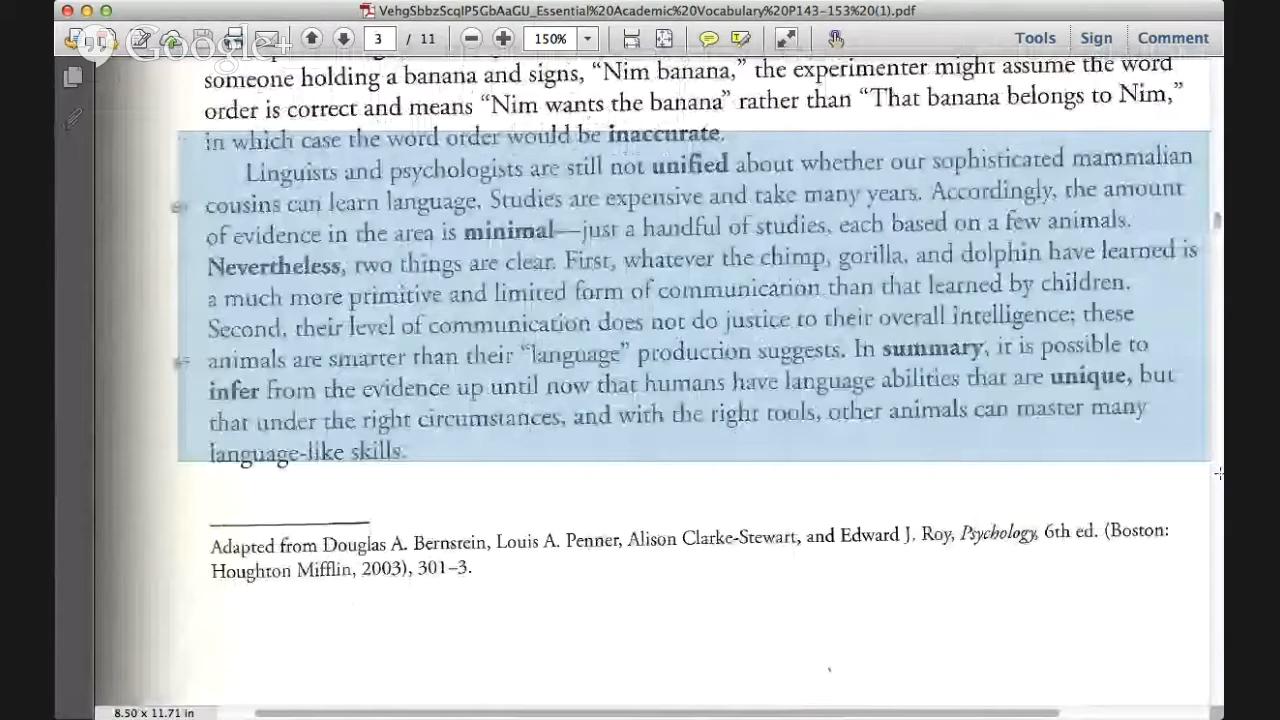 VehgSbbzScqIP5GbAaGU_Essential%20Academic%20Vocabulary%20P143-153%20(1).pdf
Google+
3 / 11 150% Tools Sign Comment
someone holding a banana and signs, “Nim banana,” the experimenter might assume the word
order is correct and means “Nim wants the banana” rather than “That banana belongs to Nim,”
in which case the word order would be inaccurate.
Linguists and psychologists are still not unified about whether our sophisticated mammalian
cousins can learn language. Studies are expensive and take many years. Accordingly, the amount
of evidence in the area is minimal—just a handful of studies, each based on a few animals.
Nevertheless, two things are clear. First, whatever the chimp, gorilla, and dolphin have learned is
a much more primitive and limited form of communication than that learned by children.
Second, their level of communication does not do justice to their overall intelligence; these
animals are smarter than their “language” production suggests. In summary, it is possible to
infer from the evidence up until now that humans have language abilities that are unique, but
that under the right circumstances, and with the right tools, other animals can master many
language-like skills.
Adapted from Douglas A. Bernstein, Louis A. Penner, Alison Clarke-Stewart, and Edward J. Roy, Psychology, 6th ed. (Boston:
Houghton Mifflin, 2003), 301–3.
8.50 x 11.71 in